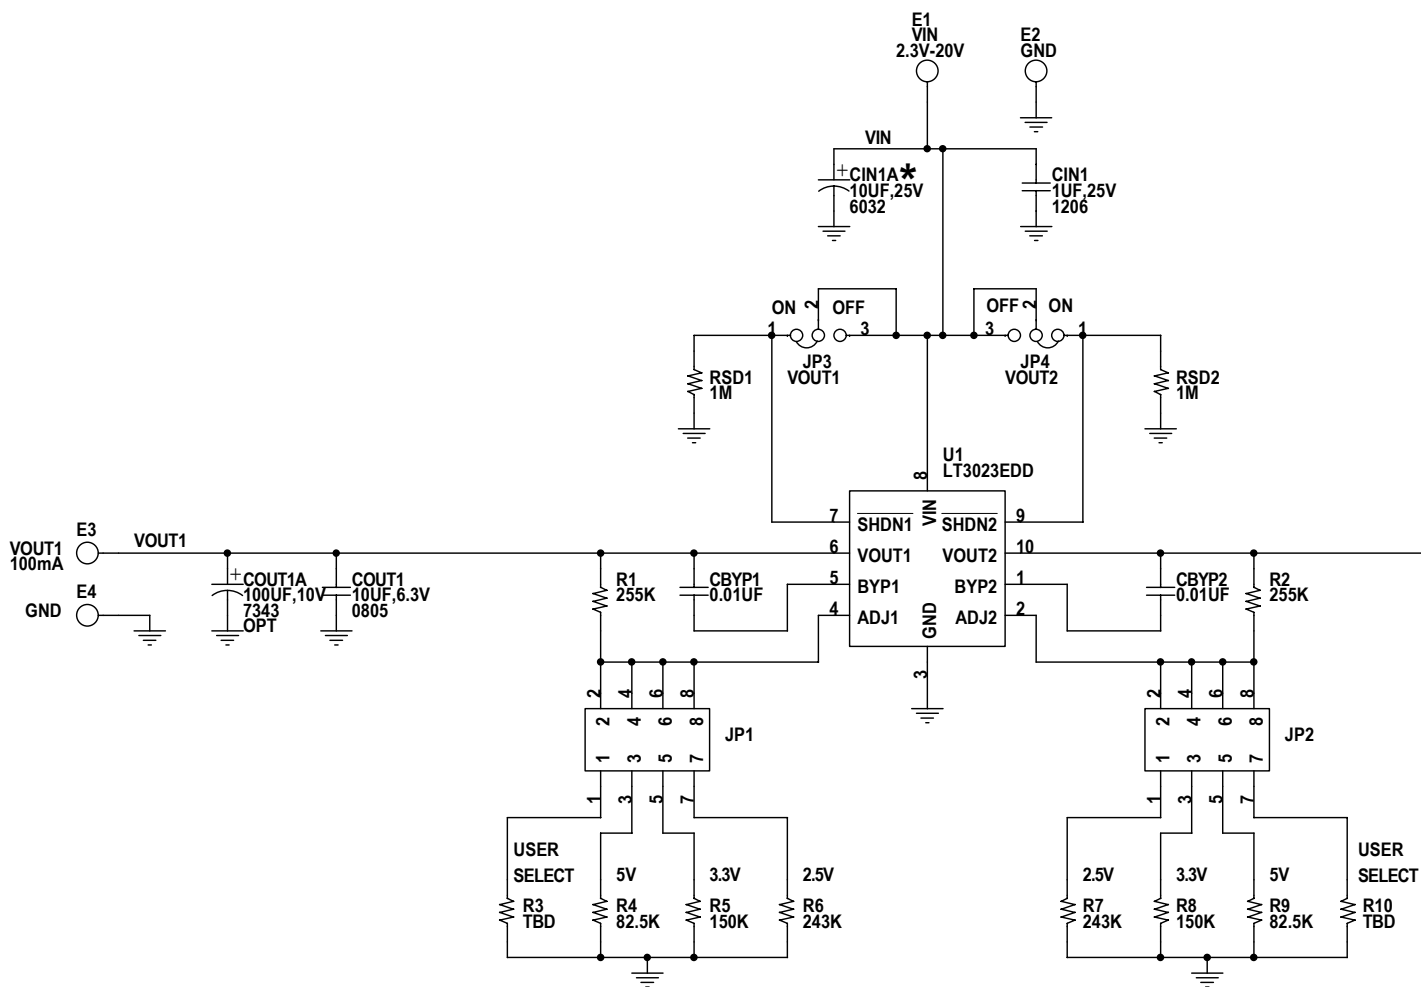 E1
VIN
2.3V-20V
E2
GND
VIN
+
CIN1A*
10UF,25V
6032
CIN1
1UF,25V
1206
ON
2
OFF
1
3
JP3
VOUT1
OFF
2
ON
3
1
JP4
VOUT2
RSD1
1M
RSD2
1M
U1
LT3023EDD
8
VIN
7
SHDN1
SHDN2
9
6
VOUT1
VOUT2
10
5
BYP1
BYP2
1
4
ADJ1
ADJ2
2
GND
3
E3
VOUT1
100mA
VOUT1
E4
GND
+
COUT1A
100UF,10V
7343
OPT
COUT1
10UF,6.3V
0805
R1
255K
CBYP1
0.01UF
CBYP2
0.01UF
R2
255K
2 4 6 8
2 4 6 8
JP1
1 3 5 7
1 3 5 7
2 4 6 8
2 4 6 8
JP2
1 3 5 7
1 3 5 7
USER
SELECT
R3
TBD
5V
R4
82.5K
3.3V
R5
150K
2.5V
R6
243K
2.5V
R7
243K
3.3V
R8
150K
5V
R9
82.5K
USER
SELECT
R10
TBD